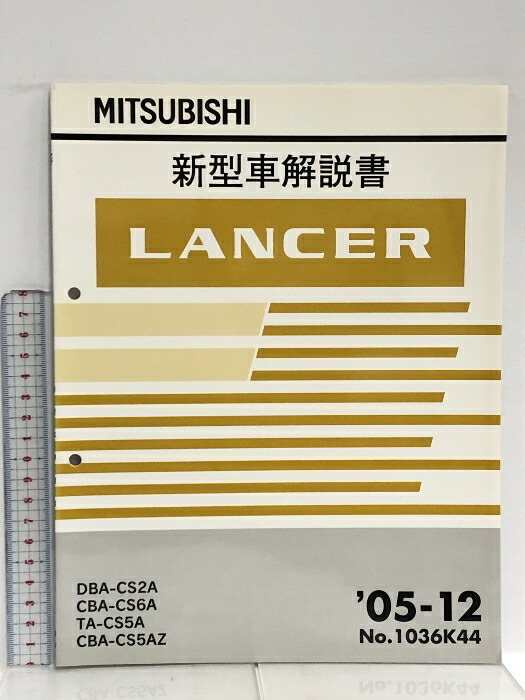 MITSUBISHI
新型車解説書
LANCER
DBA-CS2A
CBA-CS6A
TA-CS5A
CBA-CS5AZ
'05-12
No.1036K44